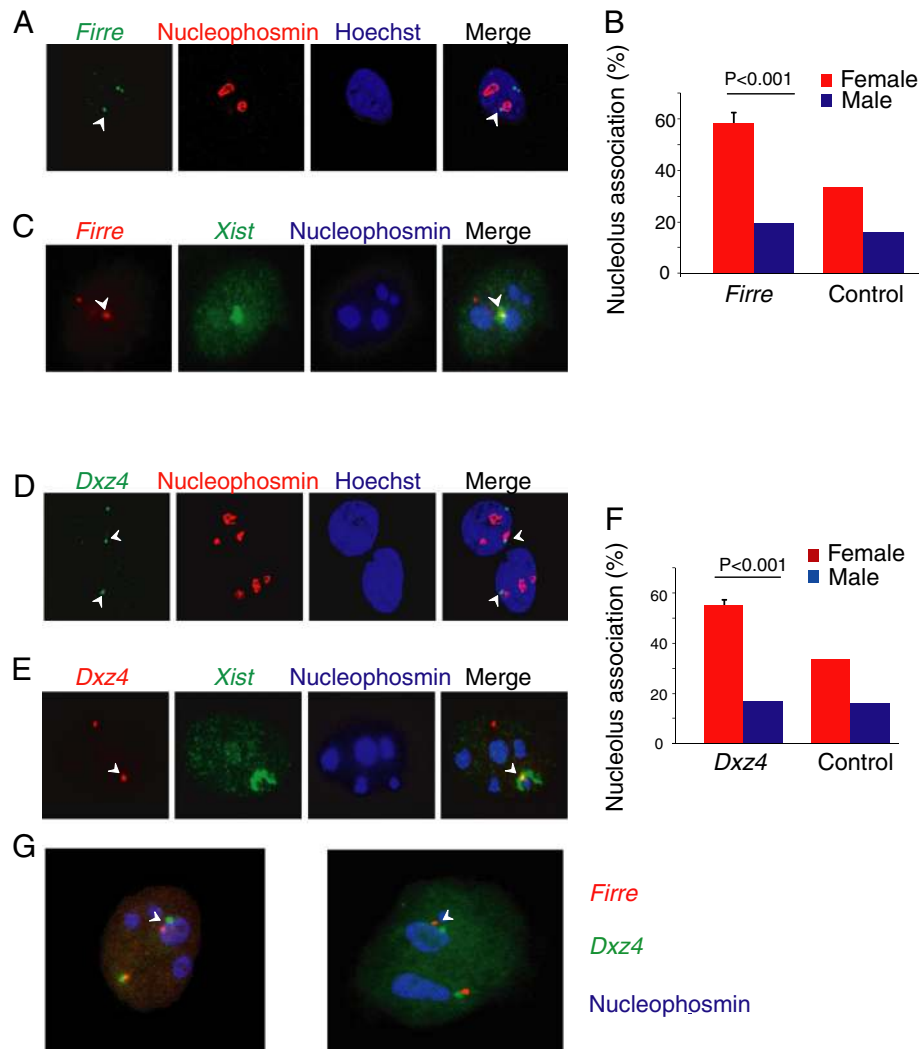 A
Firre Nucleophosmin Hoechst Merge
B
Nucleolus association (%)
Female
Male
P<0.001
60
40
20
0
Firre Control
C
Firre Xist Nucleophosmin Merge
D
Dxz4 Nucleophosmin Hoechst Merge
E
Dxz4 Xist Nucleophosmin Merge
F
Nucleolus association (%)
Female
Male
P<0.001
60
40
20
0
Dxz4 Control
G
Firre
Dxz4
Nucleophosmin